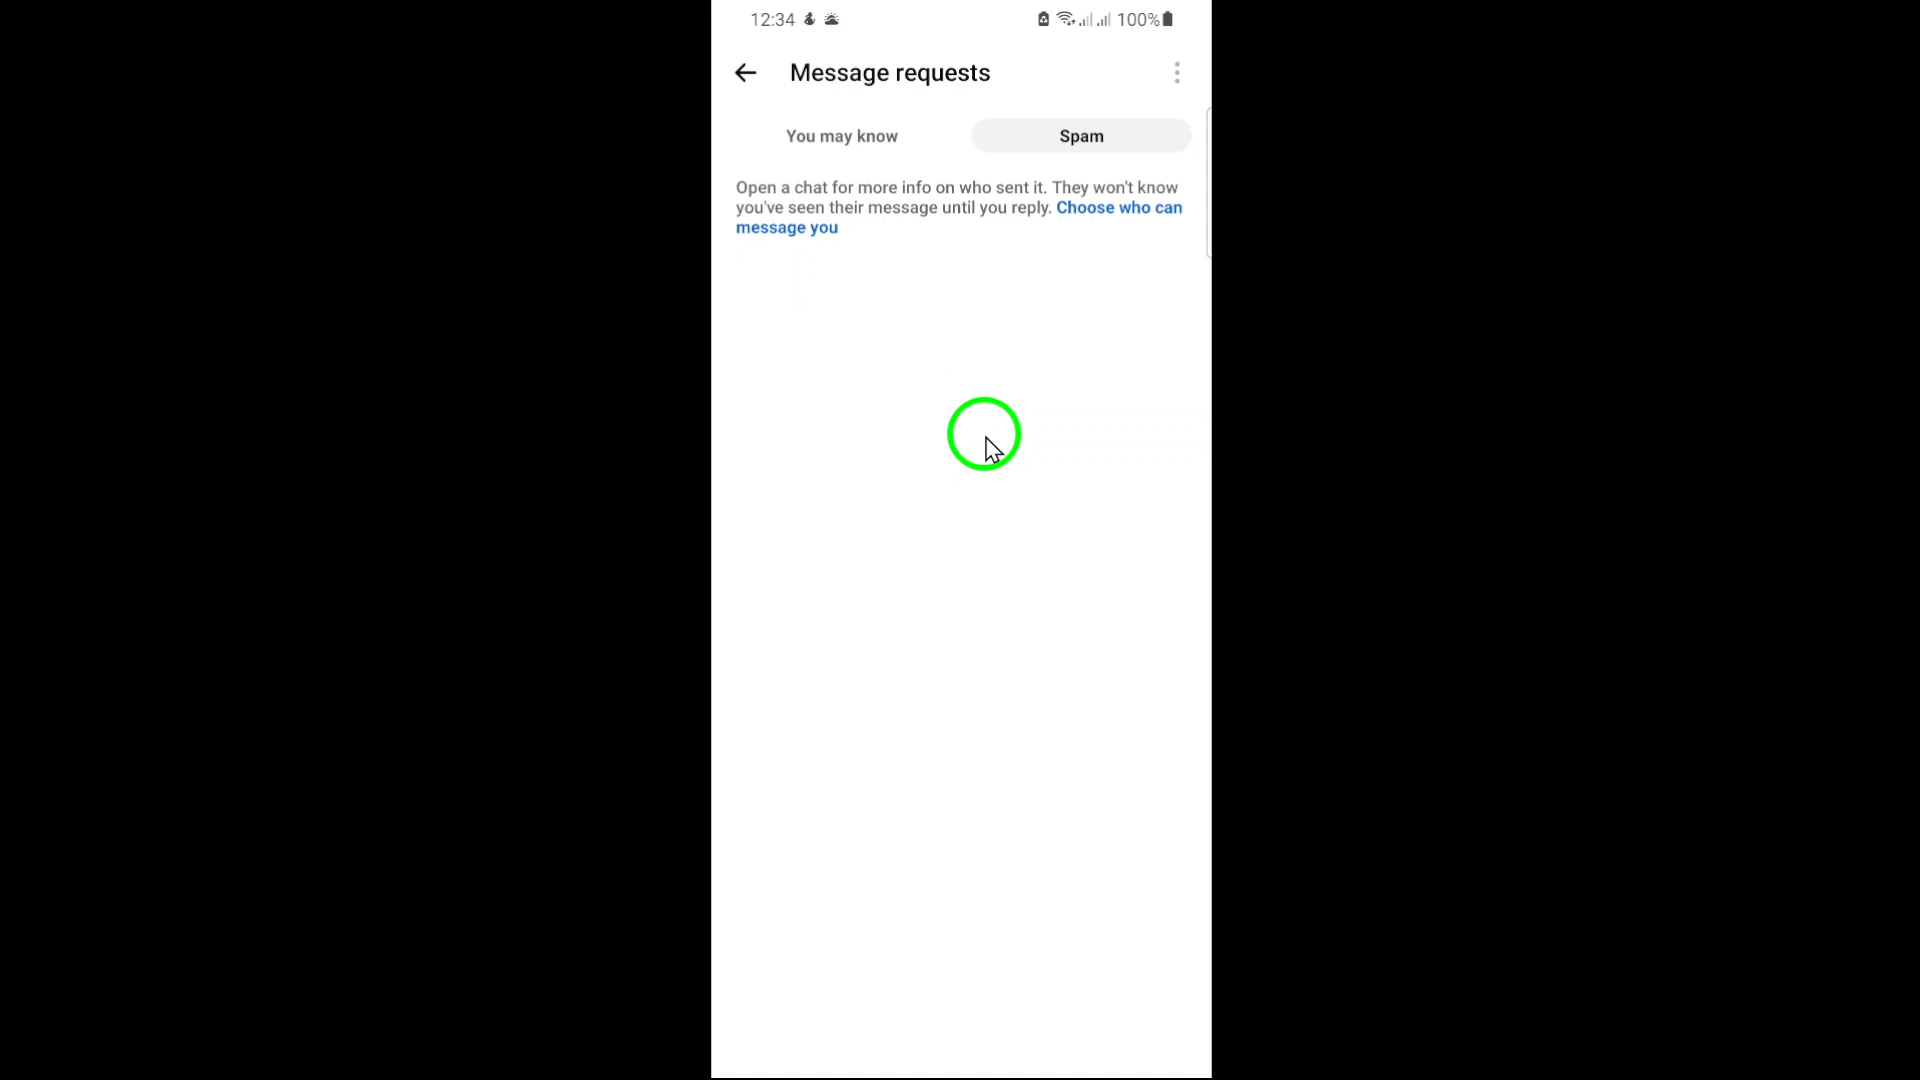 12:34 100%
Message requests
You may know Spam
Open a chat for more info on who sent it. They won't know
you've seen their message until you reply. Choose who can
message you